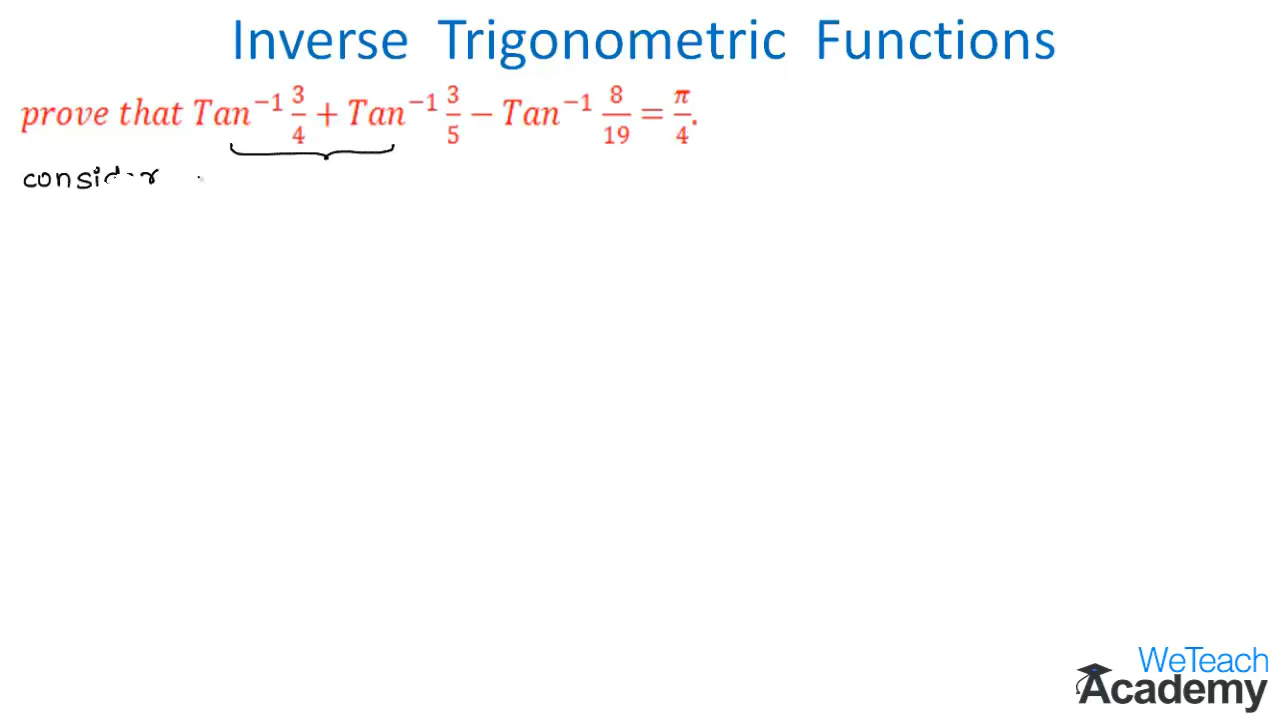 Inverse Trigonometric Functions
prove that Tan⁻¹ 3/4 + Tan⁻¹ 3/5 − Tan⁻¹ 8/19 = π/4.
consider
WeTeach
Academy